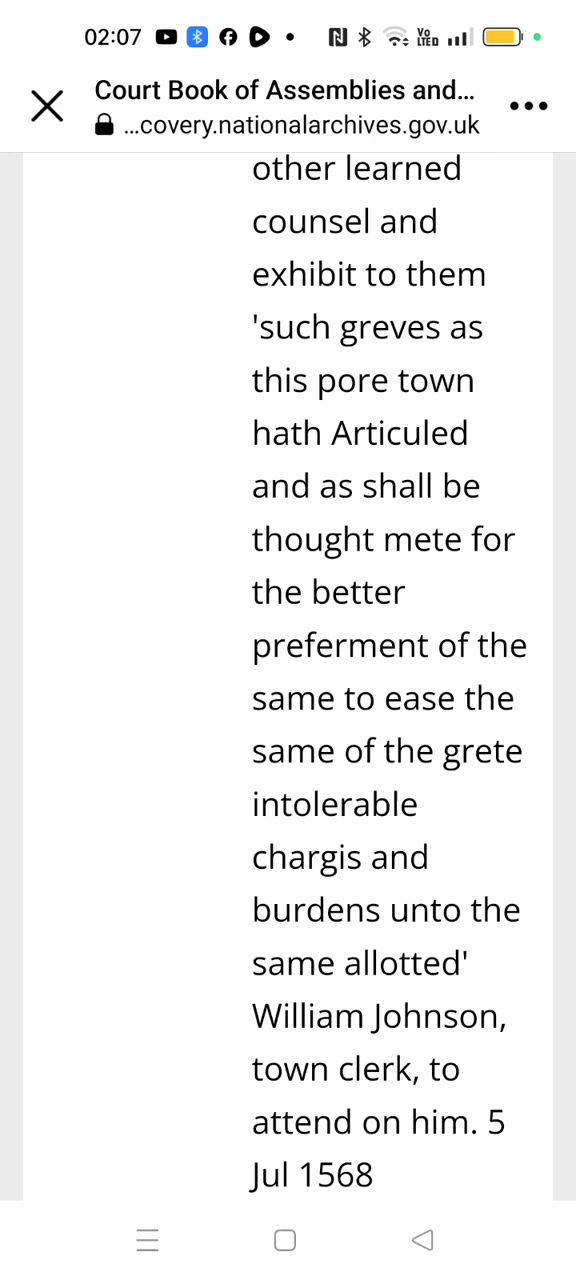 02:07
VO
LTED
Court Book of Assemblies and...
...covery.nationalarchives.gov.uk
other learned
counsel and
exhibit to them
'such greves as
this pore town
hath Articuled
and as shall be
thought mete for
the better
preferment of the
same to ease the
same of the grete
intolerable
chargis and
burdens unto the
same allotted'
William Johnson,
town clerk, to
attend on him. 5
Jul 1568